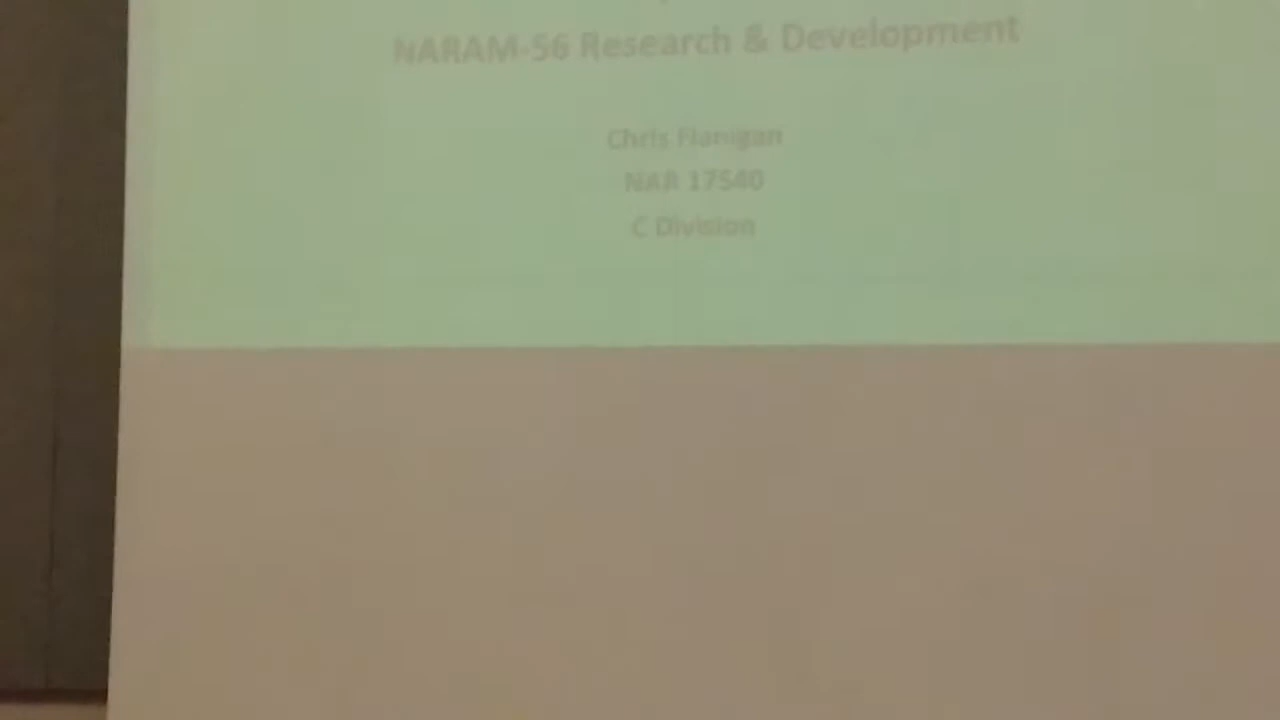 NARAM-56 Research & Development
Chris Flanigan
NAR 17540
C Division